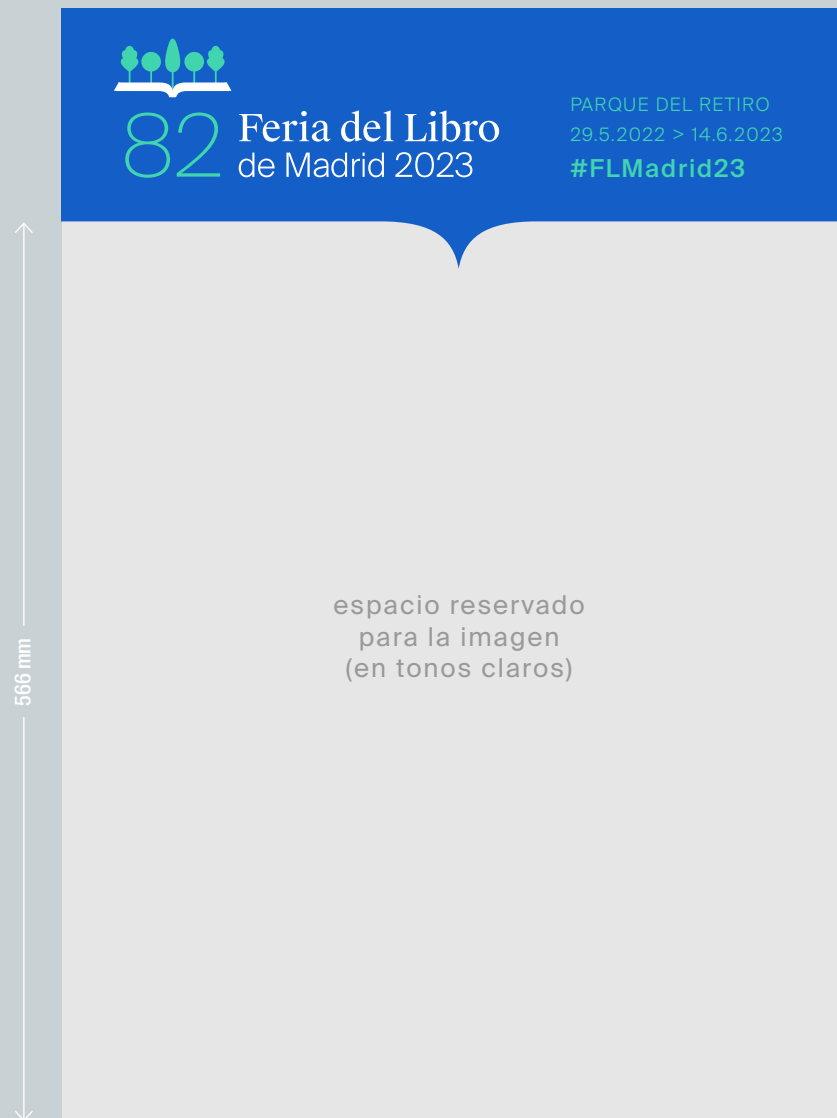 82 Feria del Libro
de Madrid 2023
PARQUE DEL RETIRO
29.5.2022 > 14.6.2023
#FLMadrid23
espacio reservado
para la imagen
(en tonos claros)
566 mm